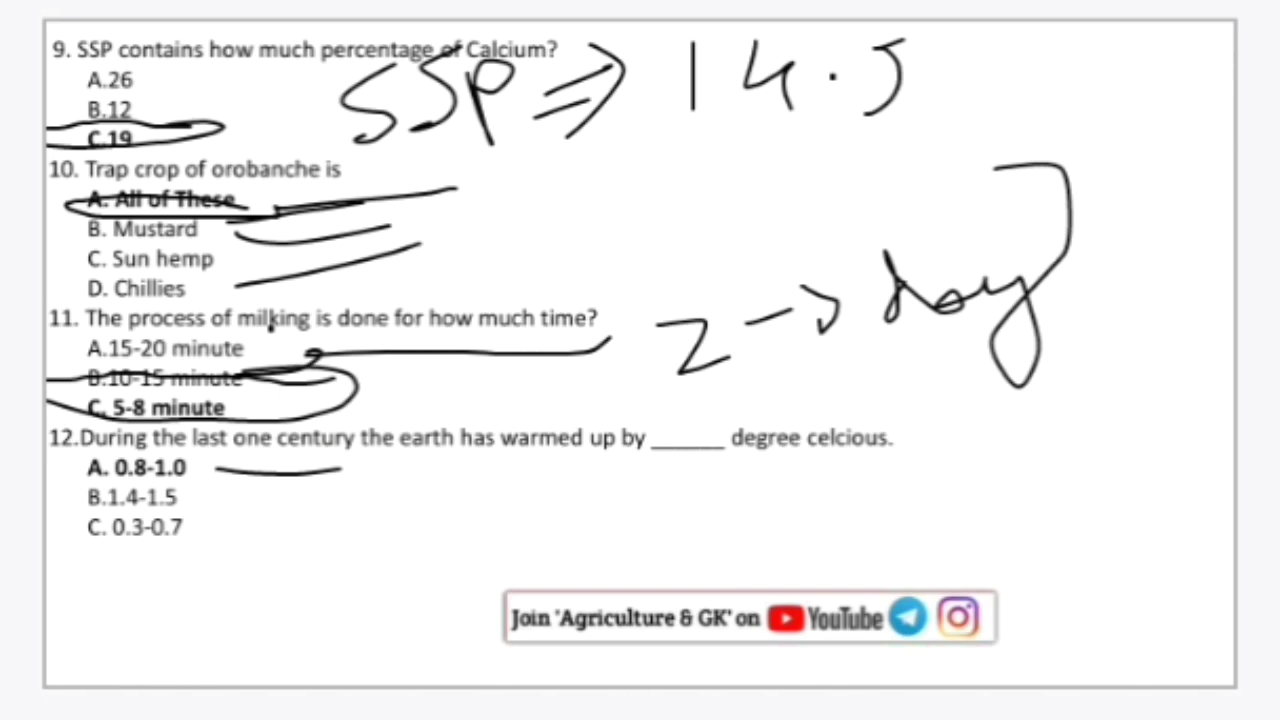 9. SSP contains how much percentage of Calcium?
A.26
B.12
C.19
SSP ⇒ 14.5
10. Trap crop of orobanche is
A. All of These
B. Mustard
C. Sun hemp
D. Chillies
11. The process of milking is done for how much time?
A.15-20 minute
B.10-15 minute
C. 5-8 minute
2 →
12.During the last one century the earth has warmed up by ______ degree celcious.
A. 0.8-1.0
B.1.4-1.5
C. 0.3-0.7
Join 'Agriculture & GK' on YouTube